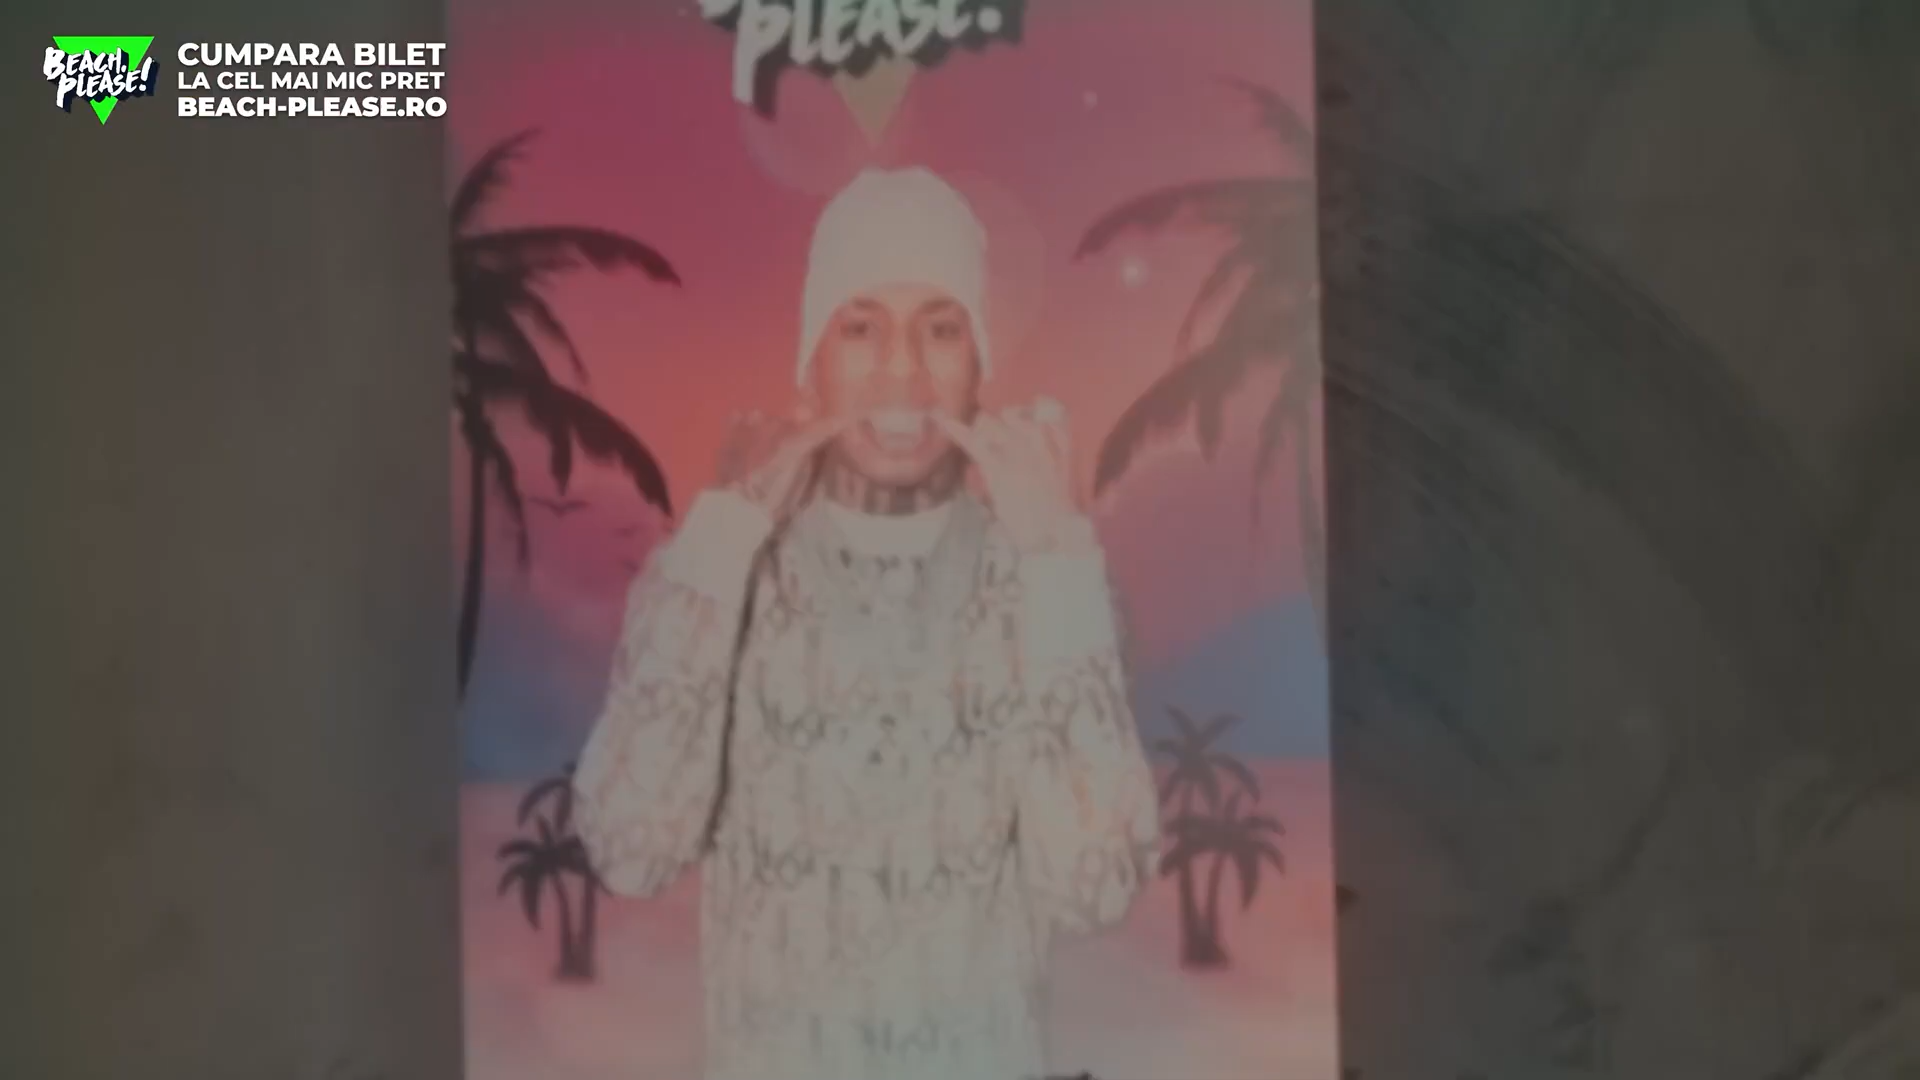 BEACH,
PLEASE!
CUMPARA BILET
LA CEL MAI MIC PRET
BEACH-PLEASE.RO
PLEASE!